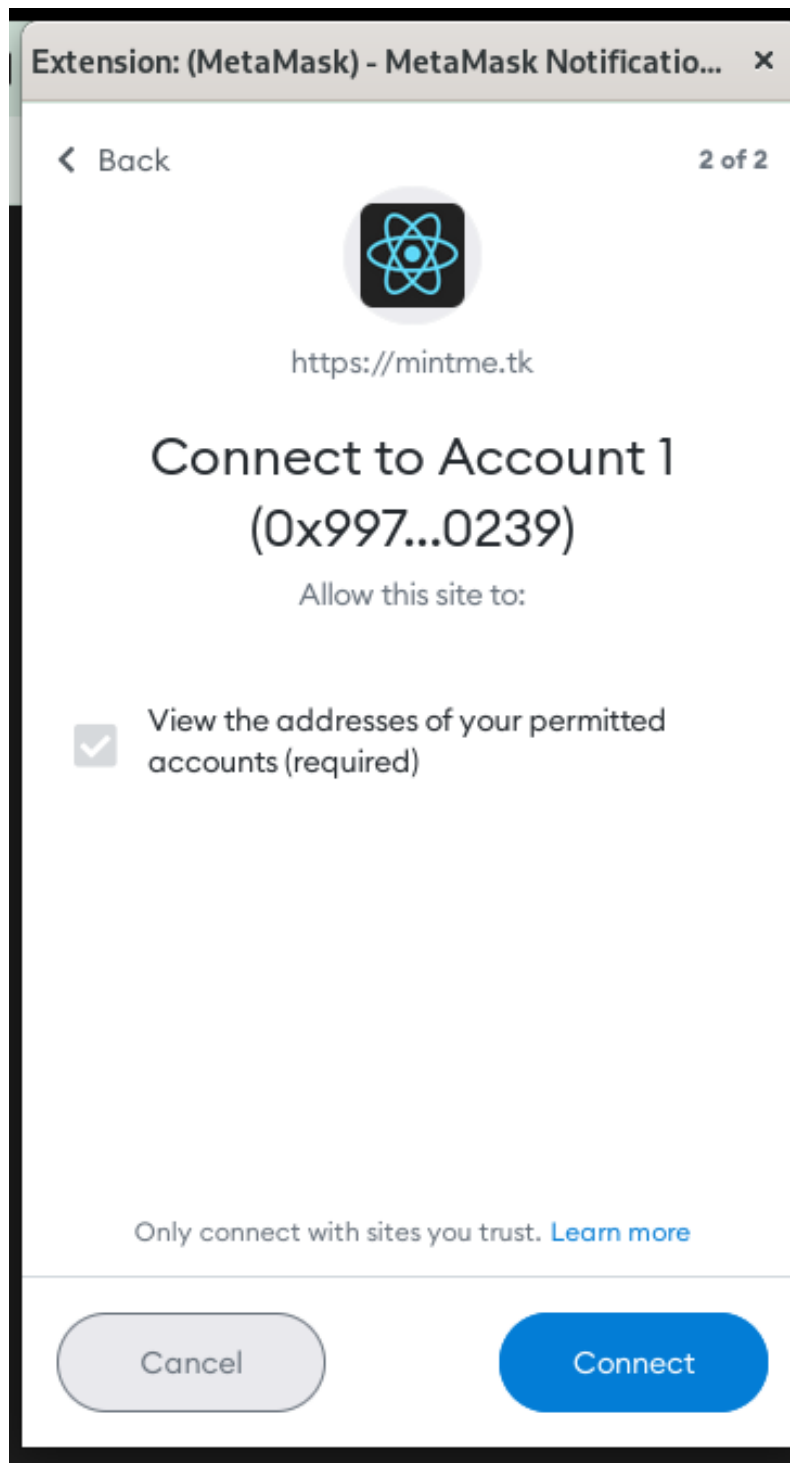 Extension: (MetaMask) - MetaMask Notificatio... ×
Back
2 of 2
https://mintme.tk
Connect to Account 1
(0x997...0239)
Allow this site to:
View the addresses of your permitted
accounts (required)
Only connect with sites you trust. Learn more
Cancel
Connect